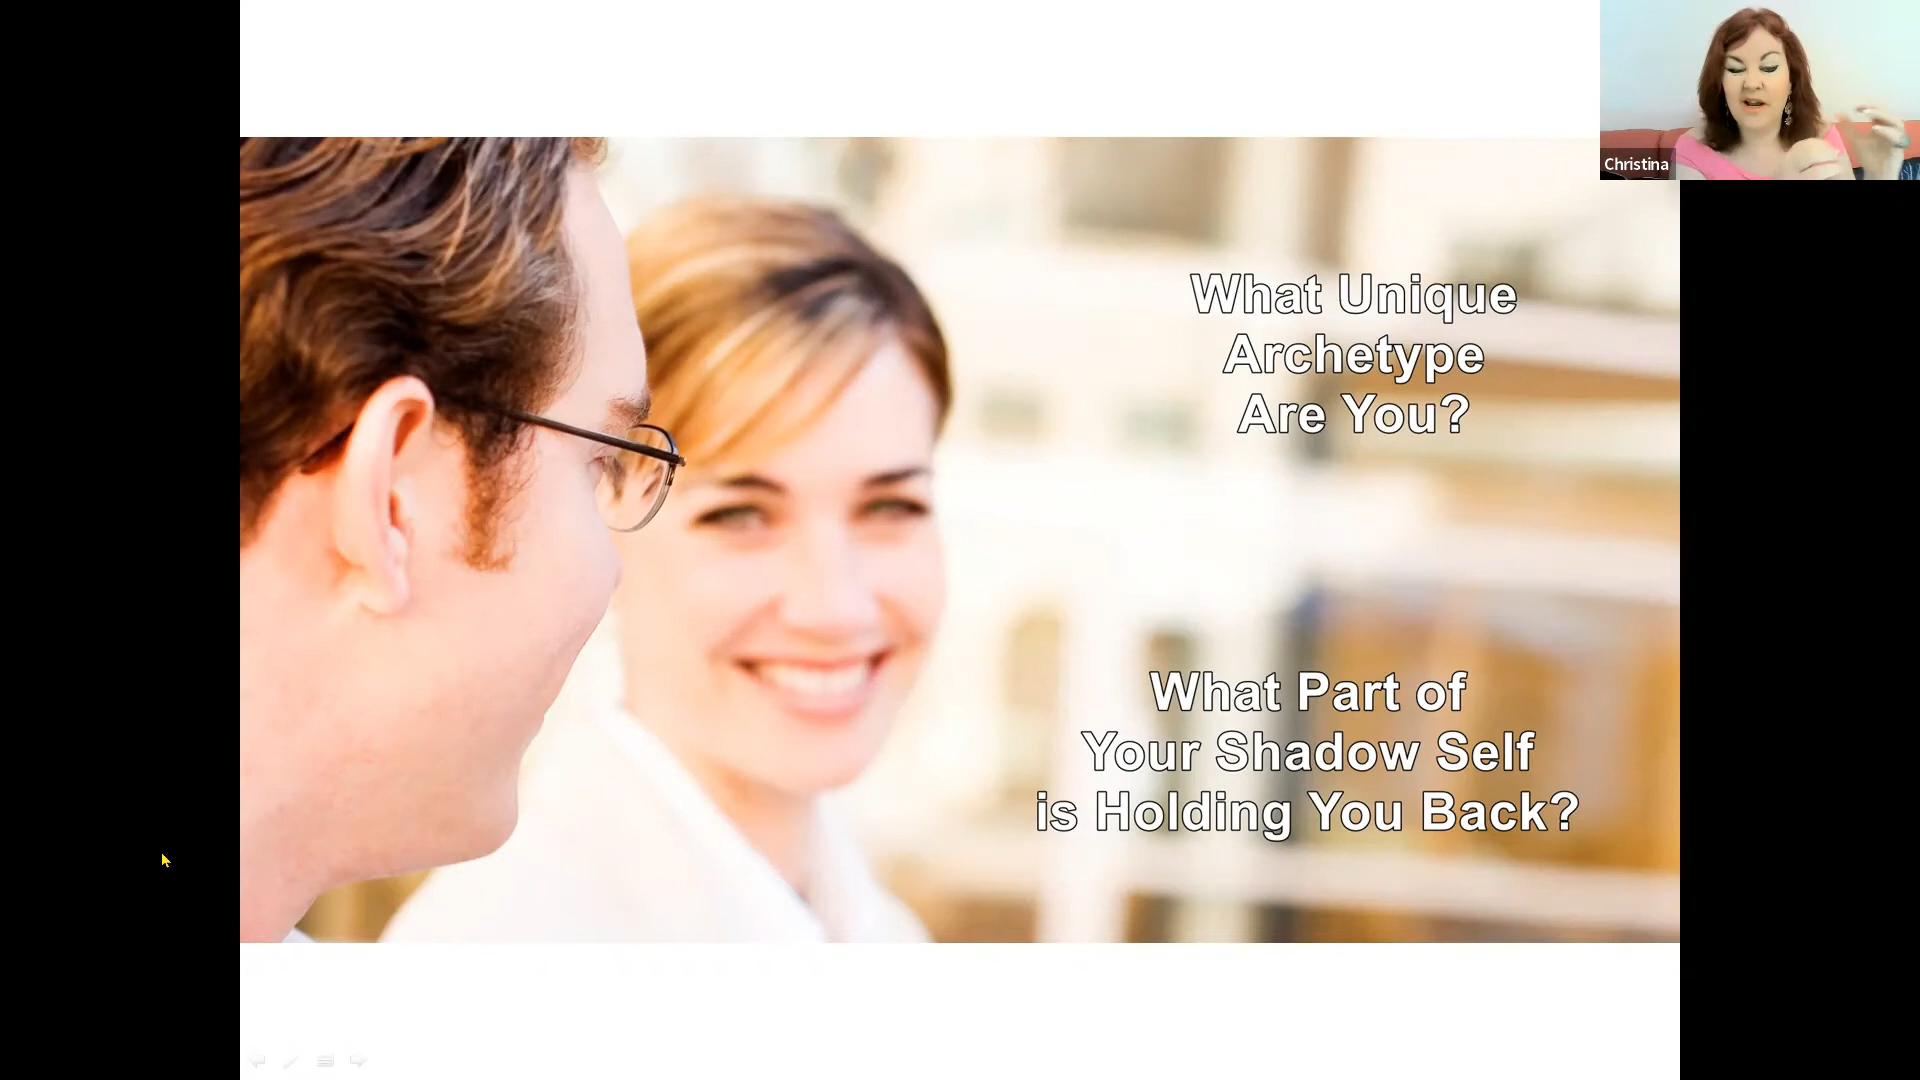 Christina
What Unique
Archetype
Are You?
What Part of
Your Shadow Self
is Holding You Back?